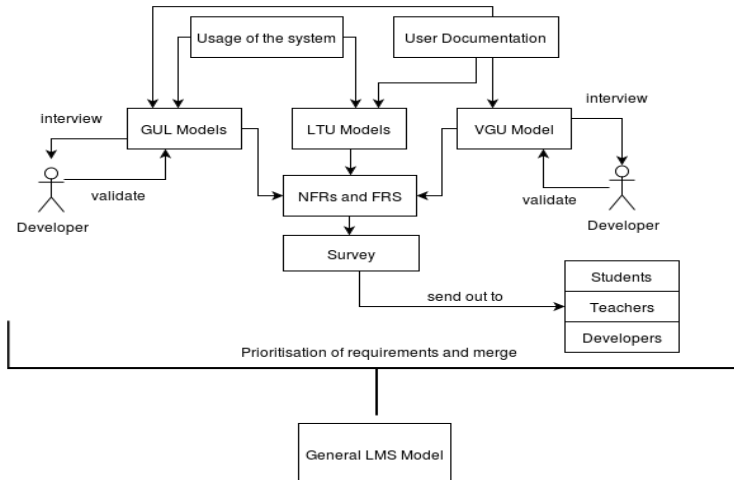 Usage of the system
User Documentation
interview
GUL Models
LTU Models
VGU Model
interview
validate
Developer
NFRs and FRS
validate
Developer
Survey
send out to
Students
Teachers
Developers
Prioritisation of requirements and merge
General LMS Model